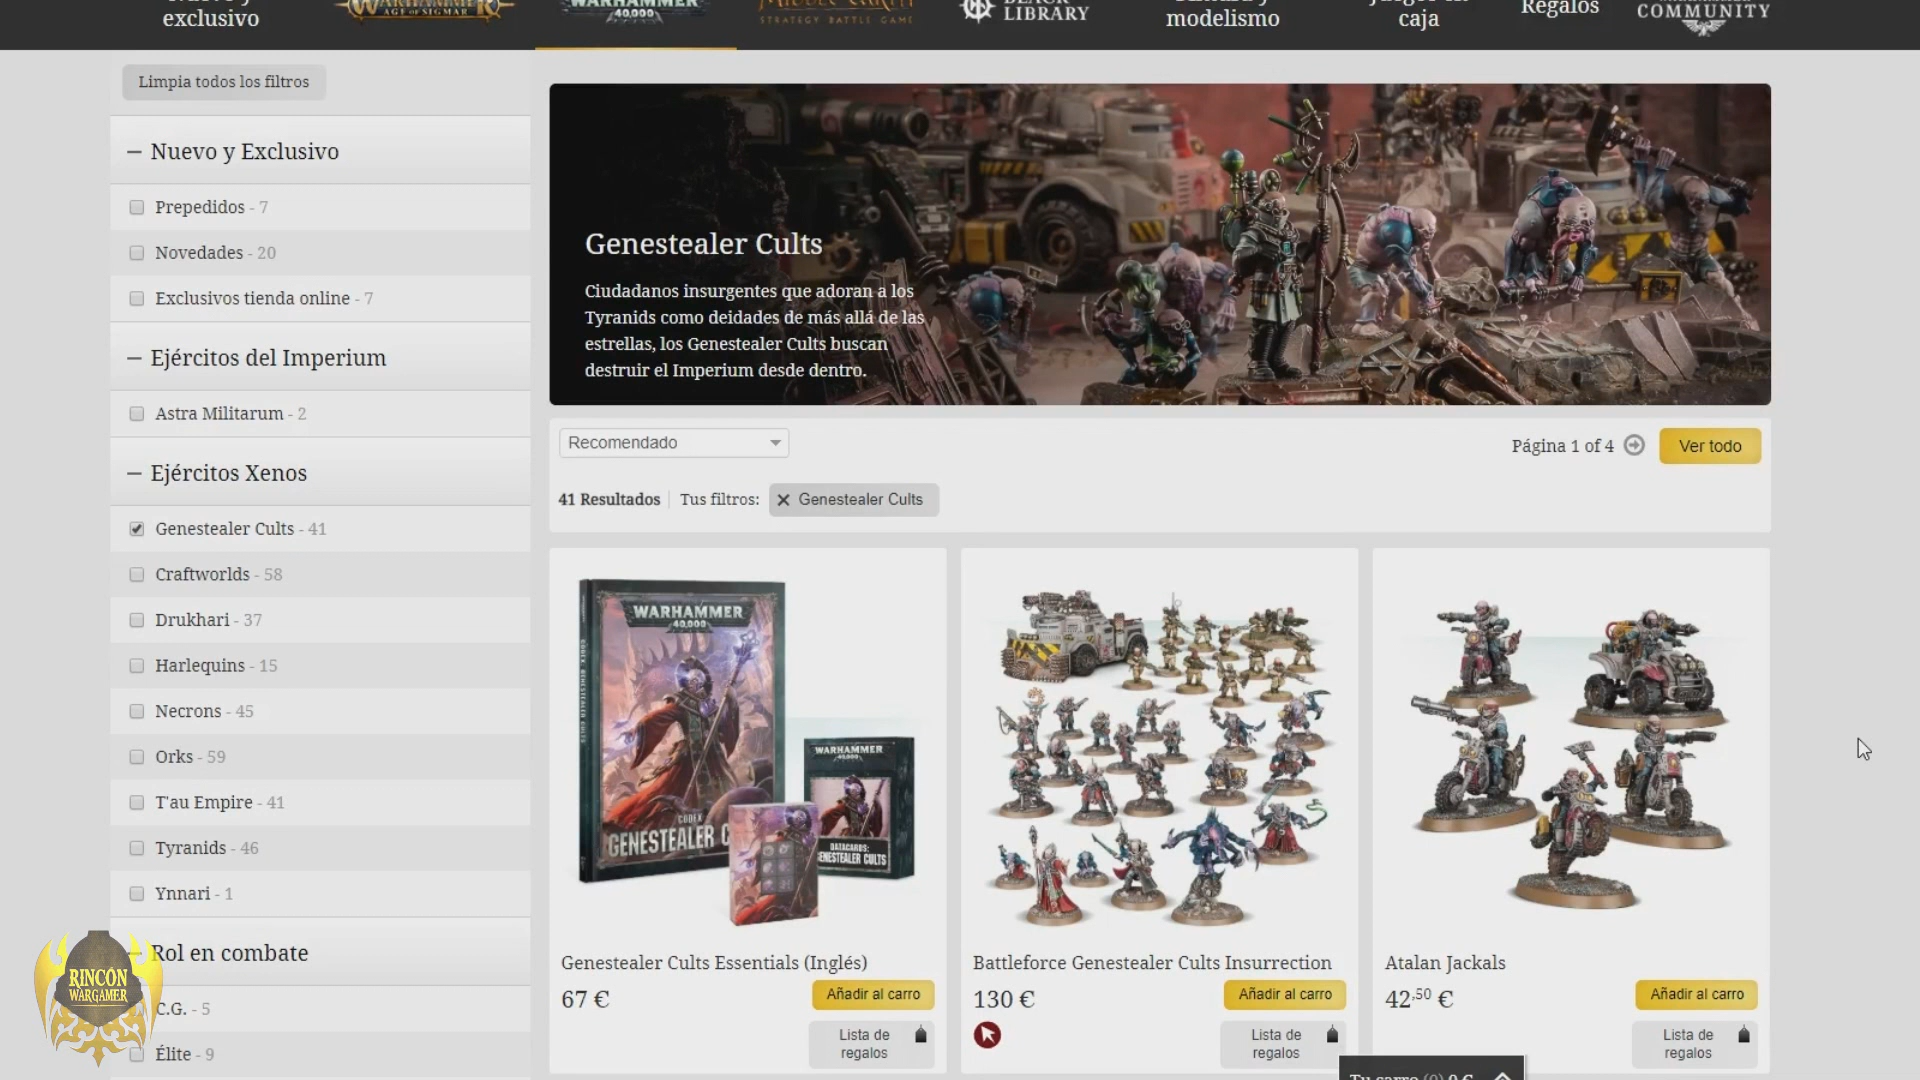 exclusivo
AGE OF SIGMAR
WARHAMMER
40,000
STRATEGY BATTLE GAME
LIBRARY
modelismo
caja
Regalos
COMMUNITY
Limpia todos los filtros
Nuevo y Exclusivo
Prepedidos - 7
Novedades - 20
Exclusivos tienda online - 7
Ejércitos del Imperium
Astra Militarum - 2
Ejércitos Xenos
Genestealer Cults - 41
Craftworlds - 58
Drukhari - 37
Harlequins - 15
Necrons - 45
Orks - 59
T'au Empire - 41
Tyranids - 46
Ynnari - 1
Rol en combate
C.G. - 5
Élite - 9
RINCÓN
WARGAMER
Genestealer Cults
Ciudadanos insurgentes que adoran a los
Tyranids como deidades de más allá de las
estrellas, los Genestealer Cults buscan
destruir el Imperium desde dentro.
Recomendado
Página 1 of 4
Ver todo
41 Resultados
Tus filtros:
Genestealer Cults
WARHAMMER
40,000
CODEX
GENESTEALER C
WARHAMMER
40,000
DATACARDS:
GENESTEALER CULTS
Genestealer Cults Essentials (Inglés)
67 €
Añadir al carro
Lista de
regalos
Battleforce Genestealer Cults Insurrection
130 €
Añadir al carro
Lista de
regalos
Atalan Jackals
42,50 €
Añadir al carro
Lista de
regalos
Tu carro (0) 0 €